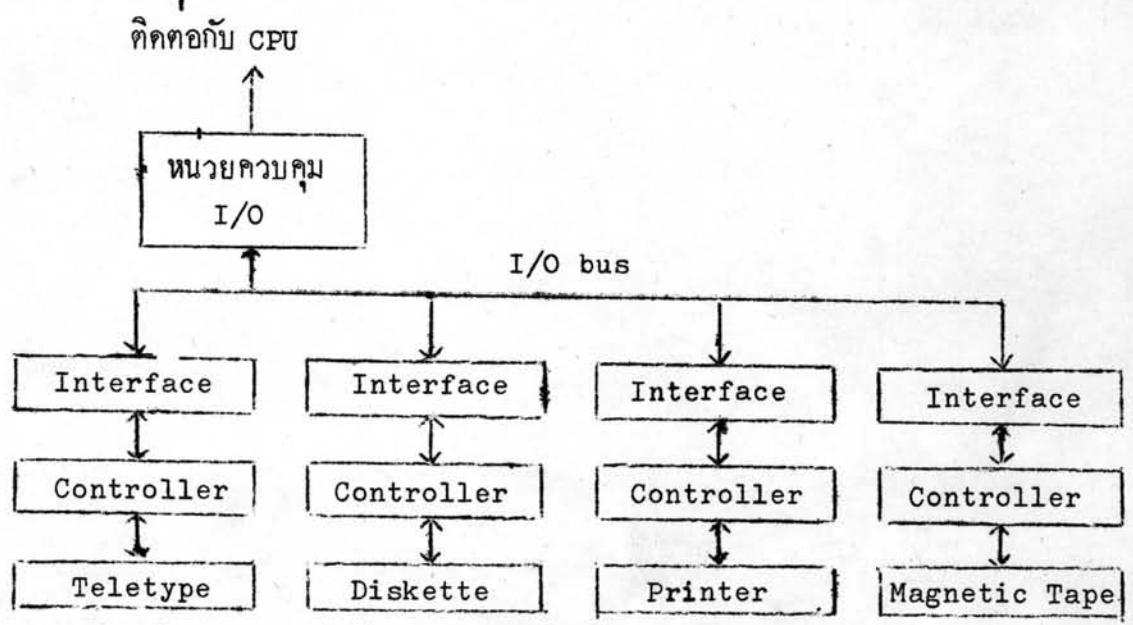 ติดตอกับ CPU
หนวยควบคุม
I/O
I/O bus
Interface
Interface
Interface
Interface
Controller
Controller
Controller
Controller
Teletype
Diskette
Printer
Magnetic Tape